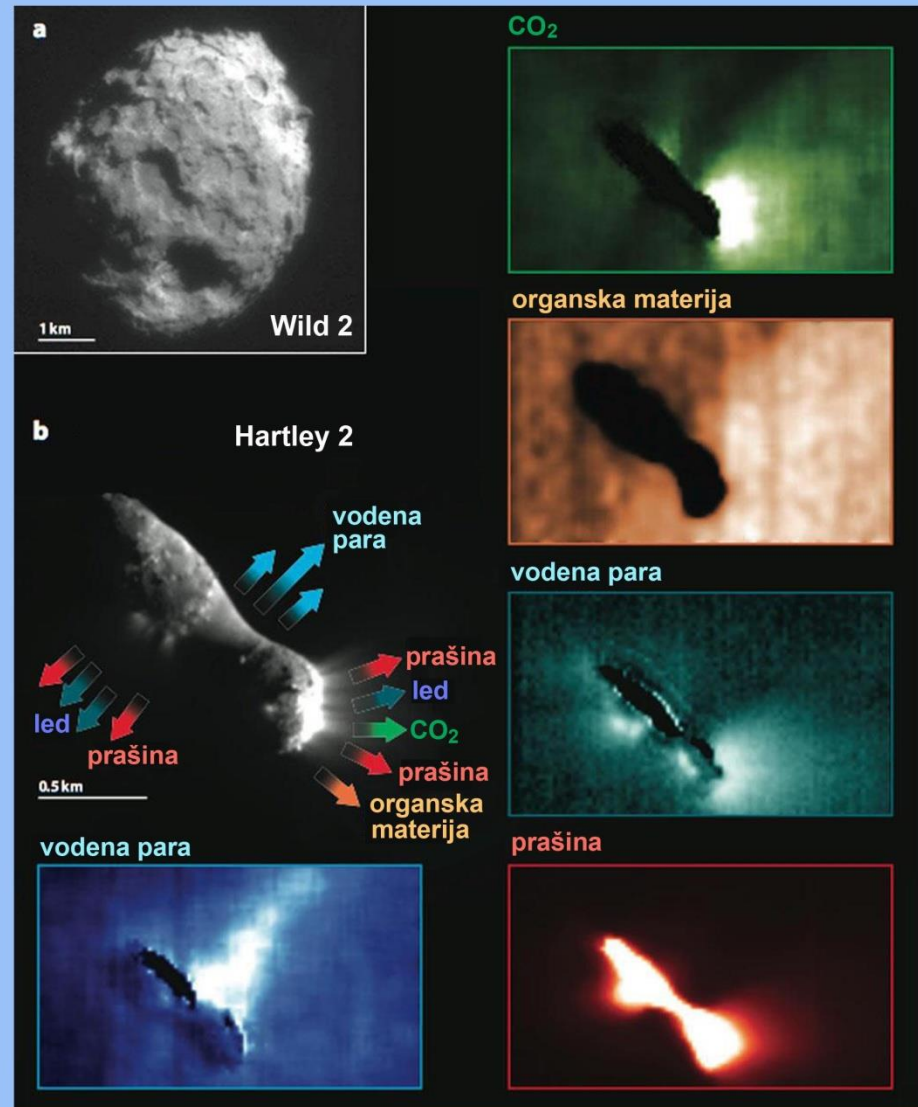 a
1 km
Wild 2
CO₂
organska materija
b
Hartley 2
vodena
para
prašina
led
CO₂
prašina
organska
materija
led
prašina
0.5 km
vodena para
prašina
vodena para